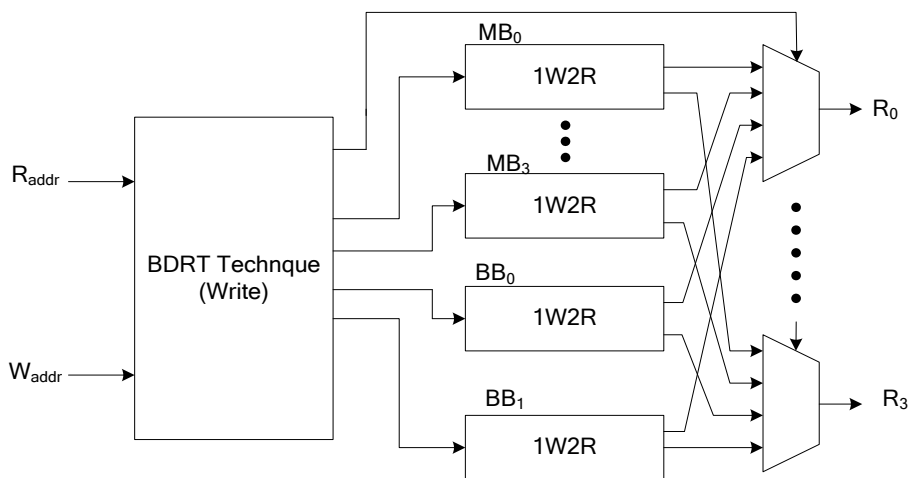 MB0
1W2R
R0
MB3
Raddr
1W2R
BDRT Technque
(Write)
BB0
1W2R
Waddr
R3
BB1
1W2R